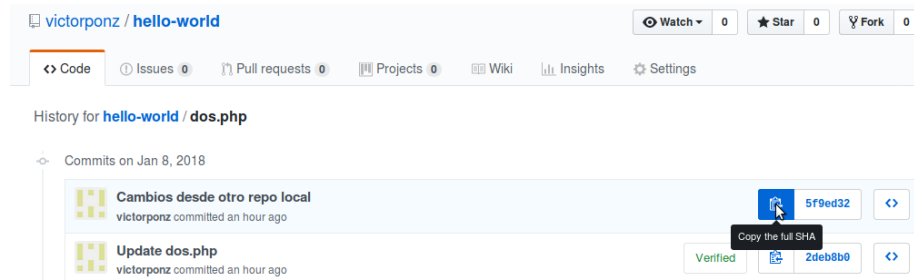 victorponz / hello-world Watch 0 Star 0 Fork 0
Code Issues 0 Pull requests 0 Projects 0 Wiki Insights Settings
History for hello-world / dos.php
Commits on Jan 8, 2018
Cambios desde otro repo local 5f9ed32
victorponz committed an hour ago
Copy the full SHA
Update dos.php Verified 2deb8b0
victorponz committed an hour ago